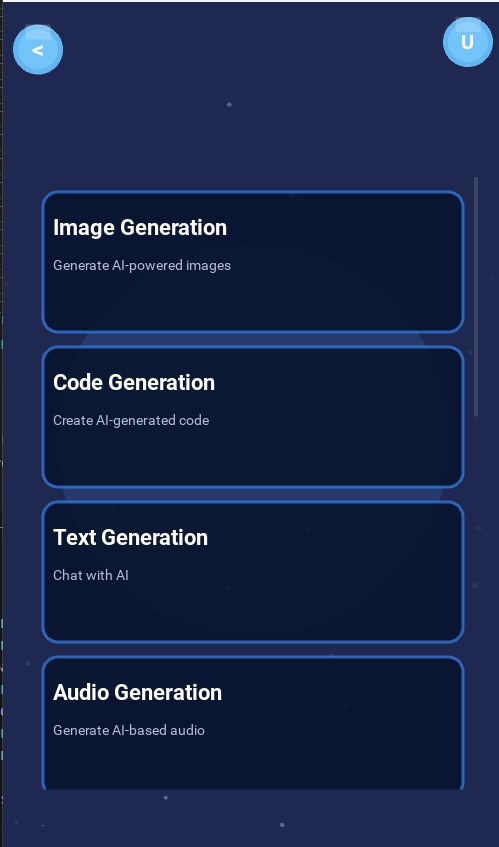 <
U
Image Generation
Generate AI-powered images
Code Generation
Create AI-generated code
Text Generation
Chat with AI
Audio Generation
Generate AI-based audio